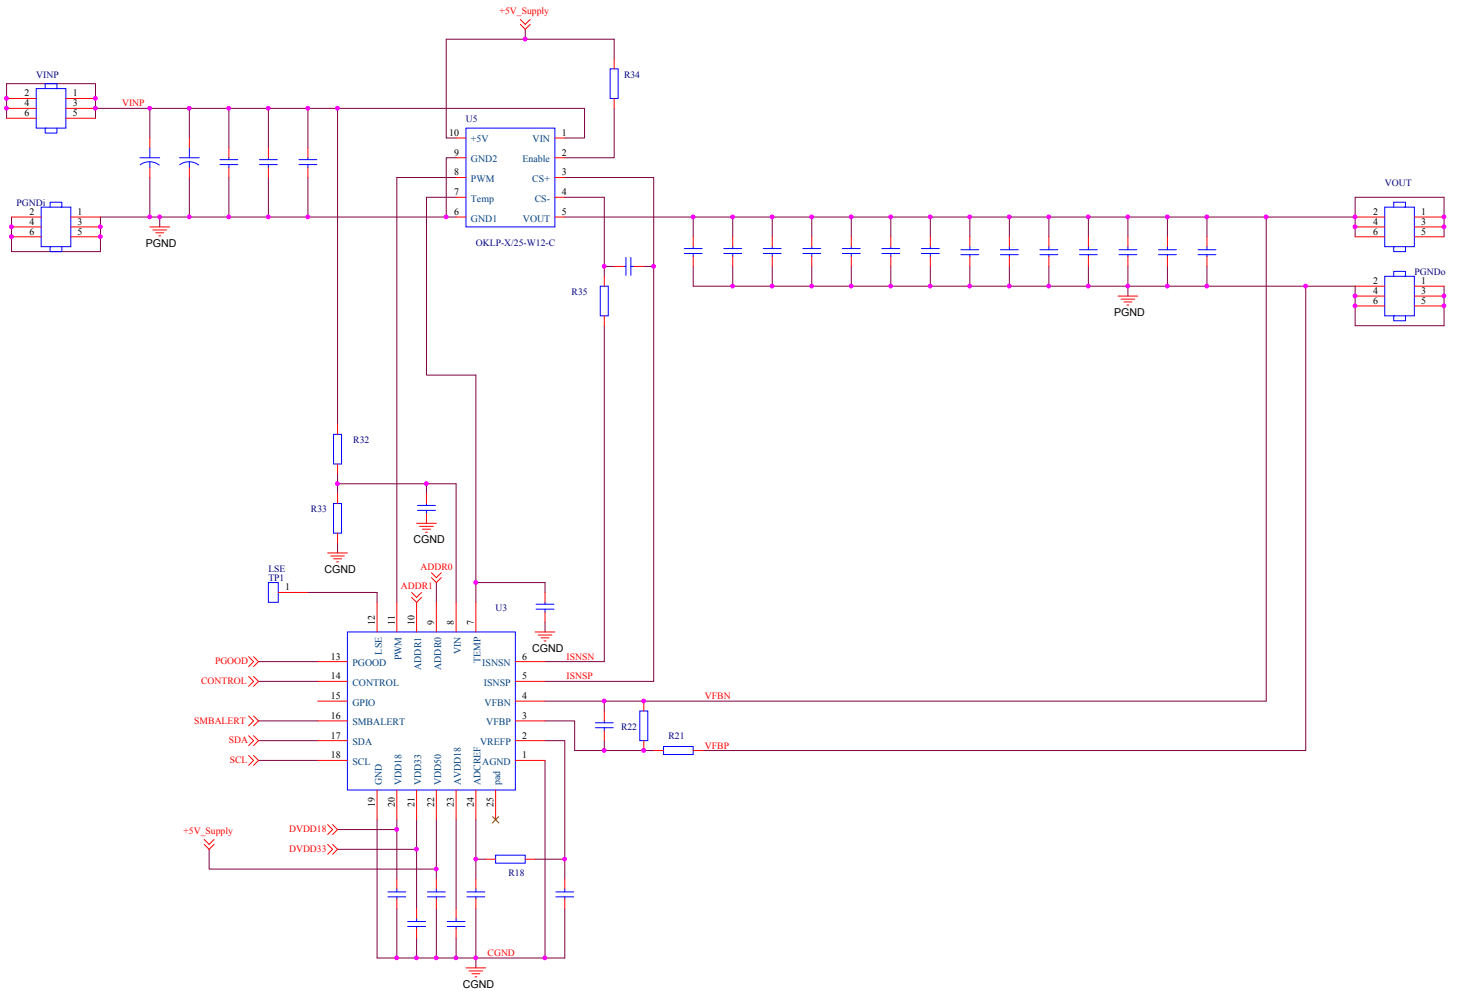 +5V_Supply
VINP
2 1
4 3
6 5
VINP
R34
U5
10 +5V VIN 1
9 GND2 Enable 2
8 PWM CS+ 3
7 Temp CS- 4
6 GND1 VOUT 5
OKLP-X/25-W12-C
PGNDi
2 1
4 3
6 5
PGND
VOUT
2 1
4 3
6 5
PGNDo
2 1
4 3
6 5
PGND
R35
R32
R33
CGND
CGND
LSE
TP1
1
ADDR0
ADDR1
U3
CGND
12 11 10 9 8 7
LSE PWM ADDR1 ADDR0 VIN TEMP
PGOOD 13 PGOOD ISNSN 6 ISNSN
CONTROL 14 CONTROL ISNSP 5 ISNSP
15 GPIO VFBN 4 VFBN
SMBALERT 16 SMBALERT VFBP 3
R22 R21 VFBP
SDA 17 SDA VREFP 2
SCL 18 SCL AGND 1
GND VDD18 VDD33 VDD50 AVDD18 ADCREF pad
19 20 21 22 23 24 25
+5V_Supply
DVDD18
DVDD33
R18
CGND
CGND